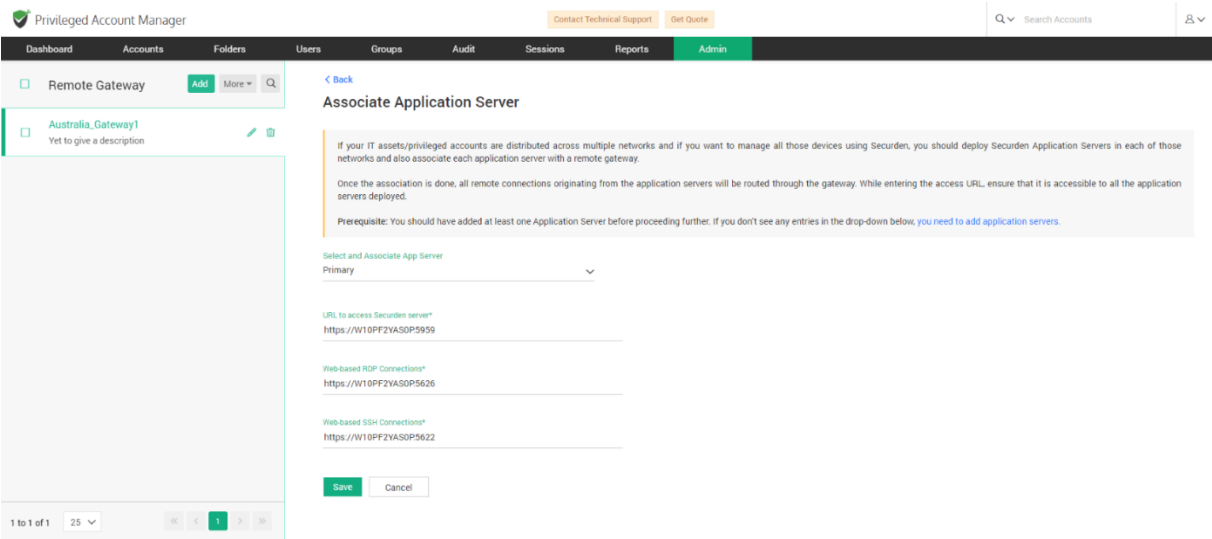 Privileged Account Manager
Contact Technical Support
Get Quote
Search Accounts
Dashboard Accounts Folders Users Groups Audit Sessions Reports Admin
Remote Gateway
Add
More
Australia_Gateway1
Yet to give a description
1 to 1 of 1
25
<<
<
1
>
>>
< Back
Associate Application Server
If your IT assets/privileged accounts are distributed across multiple networks and if you want to manage all those devices using Securden, you should deploy Securden Application Servers in each of those
networks and also associate each application server with a remote gateway.
Once the association is done, all remote connections originating from the application servers will be routed through the gateway. While entering the access URL, ensure that it is accessible to all the application
servers deployed.
Prerequisite: You should have added at least one Application Server before proceeding further. If you don't see any entries in the drop-down below, you need to add application servers.
Select and Associate App Server
Primary
URL to access Securden server*
https://W10PF2YAS0P:5959
Web-based RDP Connections*
https://W10PF2YAS0P:5626
Web-based SSH Connections*
https://W10PF2YAS0P:5622
Save
Cancel